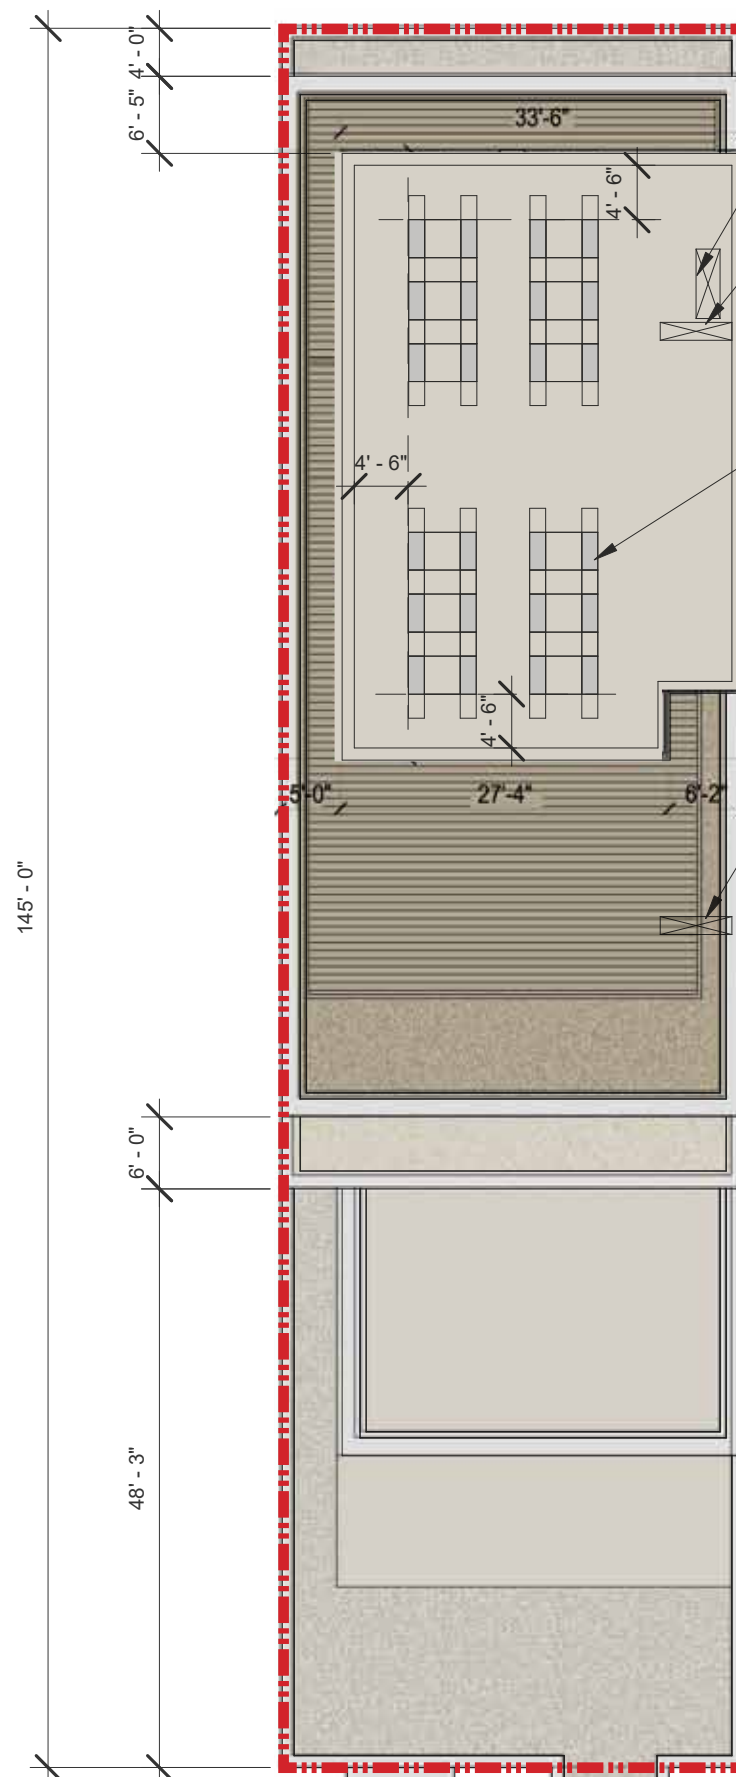 4' - 0"
6' - 5"
33'-6"
4' - 6"
4' - 6"
4' - 6"
5'-0"
27'-4"
6'-2"
145' - 0"
6' - 0"
48' - 3"